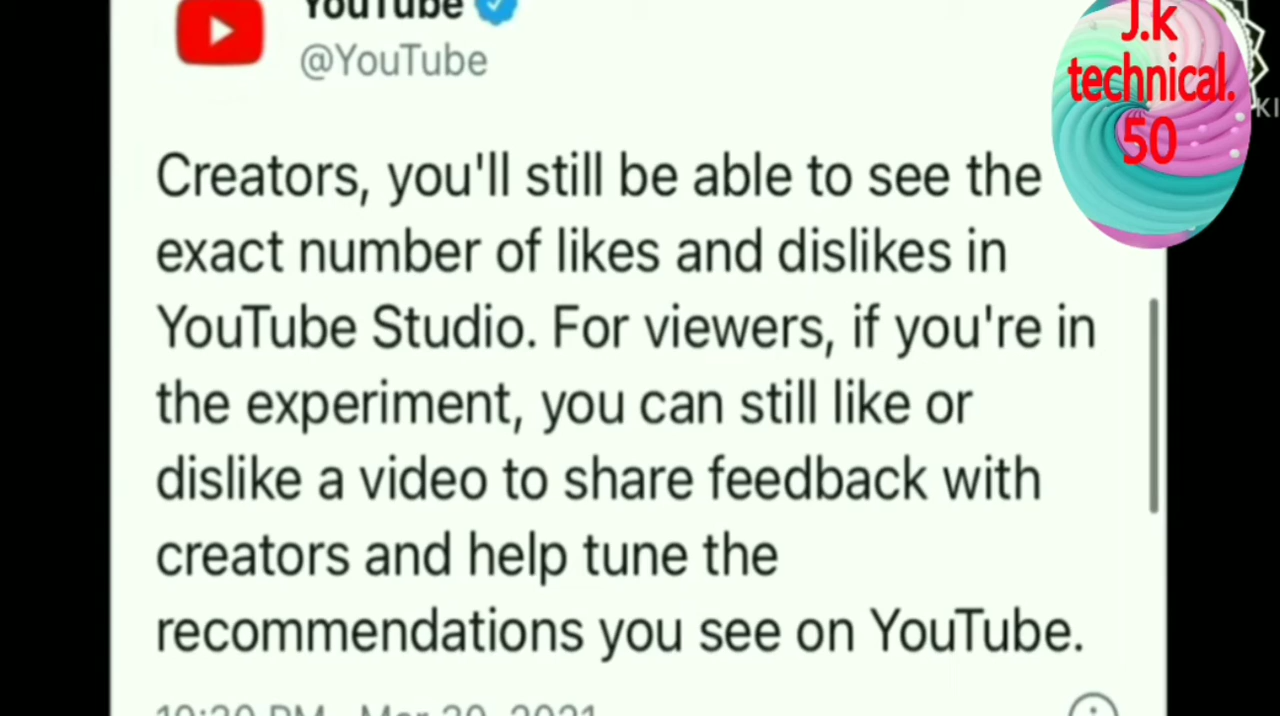 YouTube
@YouTube
J.k
technical.
50
KI
Creators, you'll still be able to see the
exact number of likes and dislikes in
YouTube Studio. For viewers, if you're in
the experiment, you can still like or
dislike a video to share feedback with
creators and help tune the
recommendations you see on YouTube.